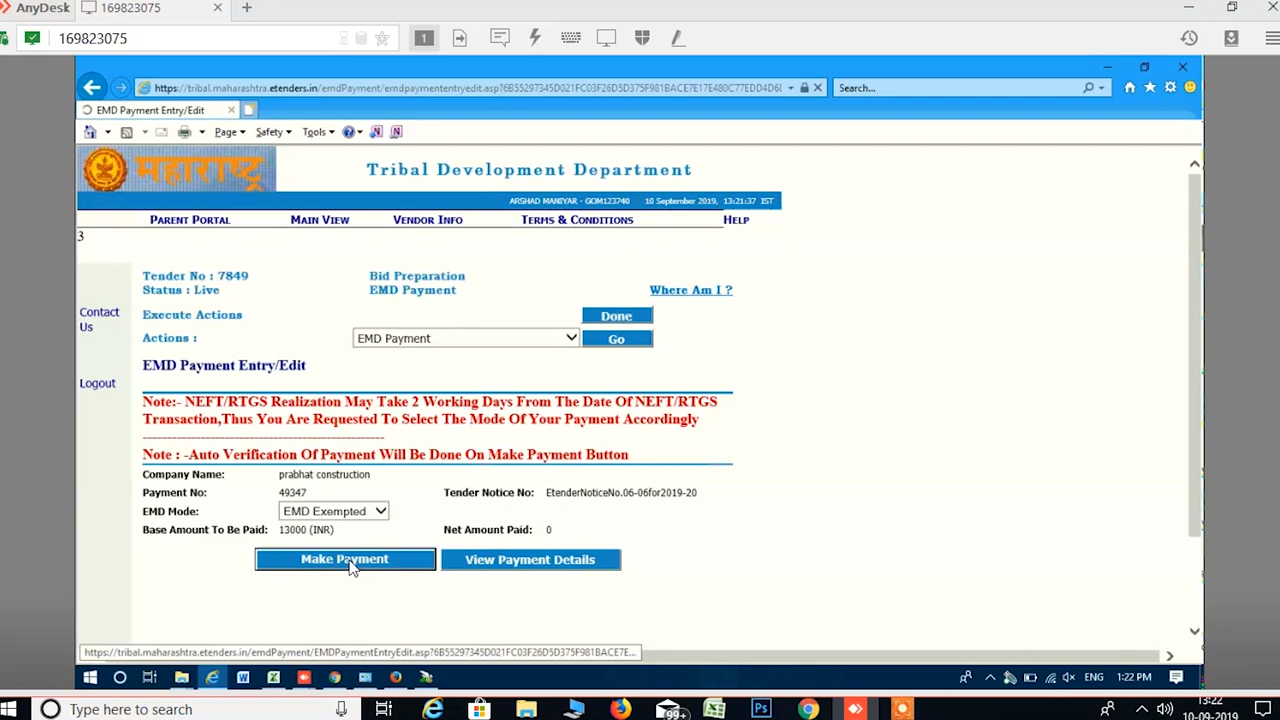 AnyDesk
169823075
169823075
1
https://tribal.maharashtra.etenders.in/emdPayment/emdpaymententryedit.asp?6B55297345D021FC03F26D5D375F981BACE7E17E480C77EDD4D6
Search...
EMD Payment Entry/Edit
Page Safety Tools
महाराष्ट्र
Tribal Development Department
ARSHAD MANIYAR - GOM123740 10 September 2019, 13:21:37 IST
PARENT PORTAL MAIN VIEW VENDOR INFO TERMS & CONDITIONS HELP
3
Tender No : 7849 Bid Preparation
Status : Live EMD Payment Where Am I ?
Contact
Us
Execute Actions Done
Actions : EMD Payment Go
EMD Payment Entry/Edit
Logout
Note:- NEFT/RTGS Realization May Take 2 Working Days From The Date Of NEFT/RTGS
Transaction,Thus You Are Requested To Select The Mode Of Your Payment Accordingly
Note : -Auto Verification Of Payment Will Be Done On Make Payment Button
Company Name: prabhat construction
Payment No: 49347 Tender Notice No: EtenderNoticeNo.06-06for2019-20
EMD Mode: EMD Exempted
Base Amount To Be Paid: 13000 (INR) Net Amount Paid: 0
Make Payment View Payment Details
https://tribal.maharashtra.etenders.in/emdPayment/EMDPaymentEntryEdit.asp?6B55297345D021FC03F26D5D375F981BACE7E...
ENG 1:22 PM
Type here to search
99+
13:22
10-09-2019